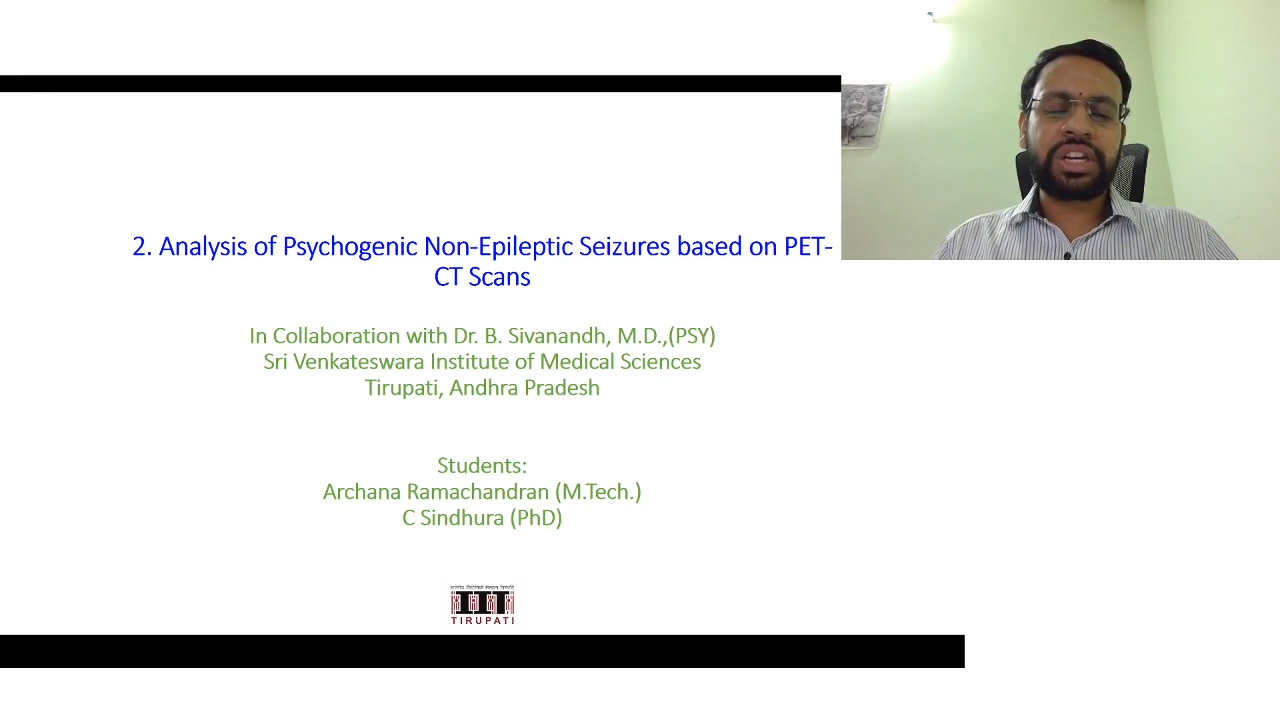 2. Analysis of Psychogenic Non-Epileptic Seizures based on PET-
CT Scans
In Collaboration with Dr. B. Sivanandh, M.D.,(PSY)
Sri Venkateswara Institute of Medical Sciences
Tirupati, Andhra Pradesh
Students:
Archana Ramachandran (M.Tech.)
C Sindhura (PhD)
TIRUPATI